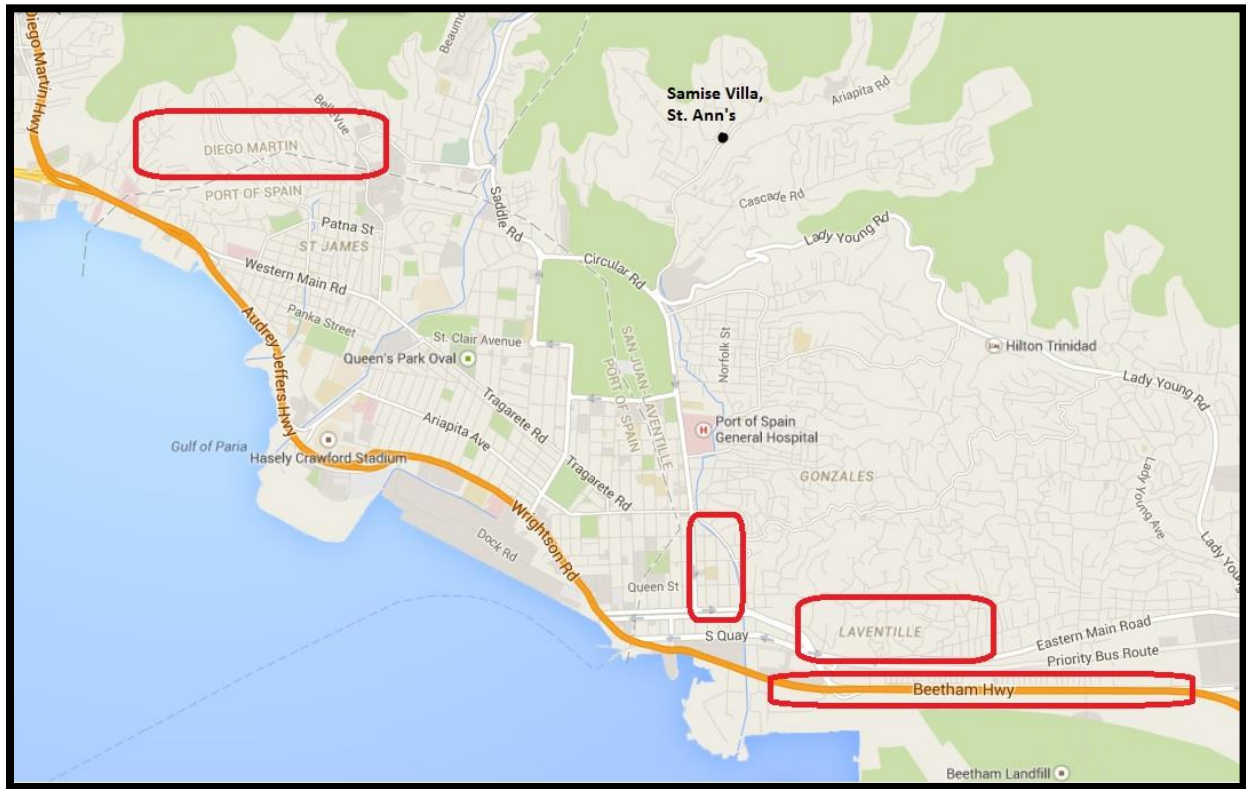 Diego Martin Hwy
Beaumo
Samise Villa,
St. Ann's
Ariapita Rd
BelleVue
DIEGO MARTIN
PORT OF SPAIN
Cascade Rd
Saddle Rd
Patna St
ST JAMES
Lady Young Rd
Circular Rd
Western Main Rd
Panka Street
Audrey Jeffers Hwy
St. Clair Avenue
Queen's Park Oval
SAN JUAN-LAVENTILLE
PORT OF SPAIN
Norfolk St
Hilton Trinidad
Lady Young Rd
Tragarete Rd
Ariapita Ave
Port of Spain
General Hospital
Gulf of Paria
Hasely Crawford Stadium
Tragarete Rd
GONZALES
Lady Young Ave
Wrightson Rd
Dock Rd
Lady Young
Queen St
S Quay
LAVENTILLE
Eastern Main Road
Priority Bus Route
Beetham Hwy
Beetham Landfill